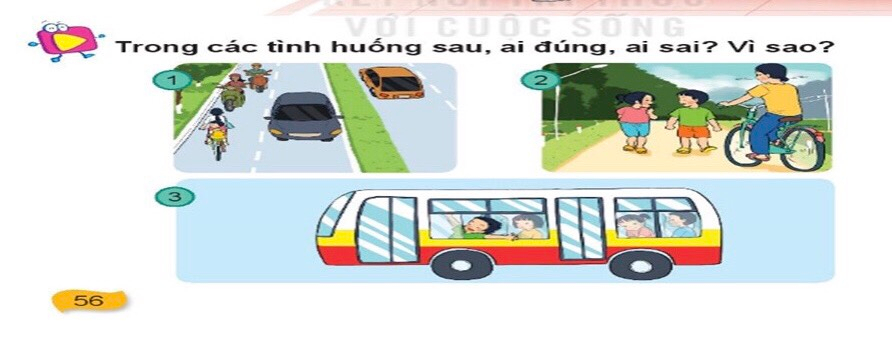 VỚI CUỘC SỐNG
Trong các tình huống sau, ai đúng, ai sai? Vì sao?
1
2
3
56